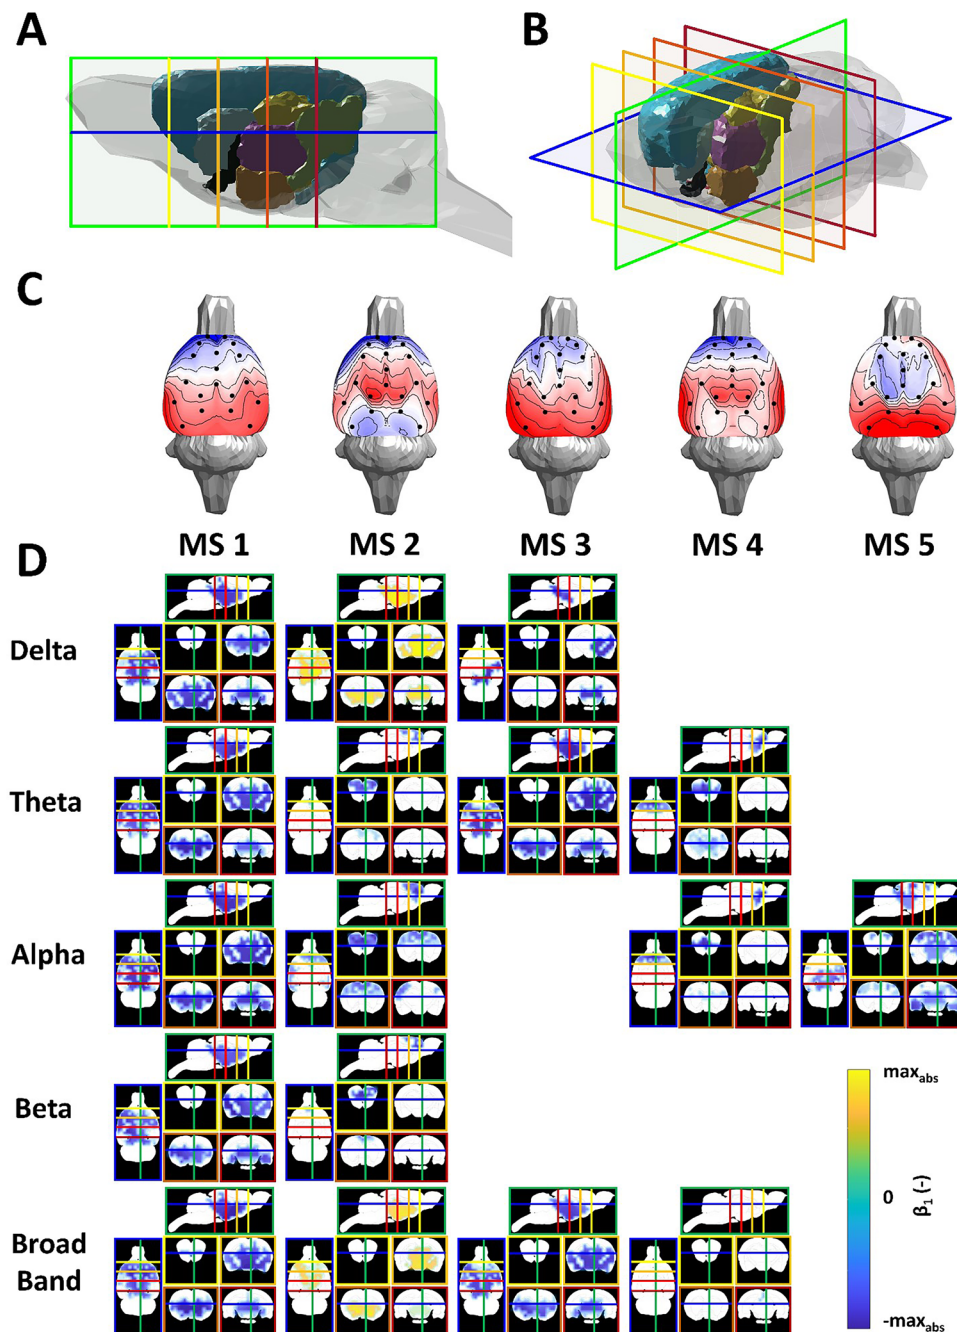 A
B
C
MS 1 MS 2 MS 3 MS 4 MS 5
D
Delta
Theta
Alpha
Beta
Broad
Band
max_abs
0
-max_abs
β₁ (-)